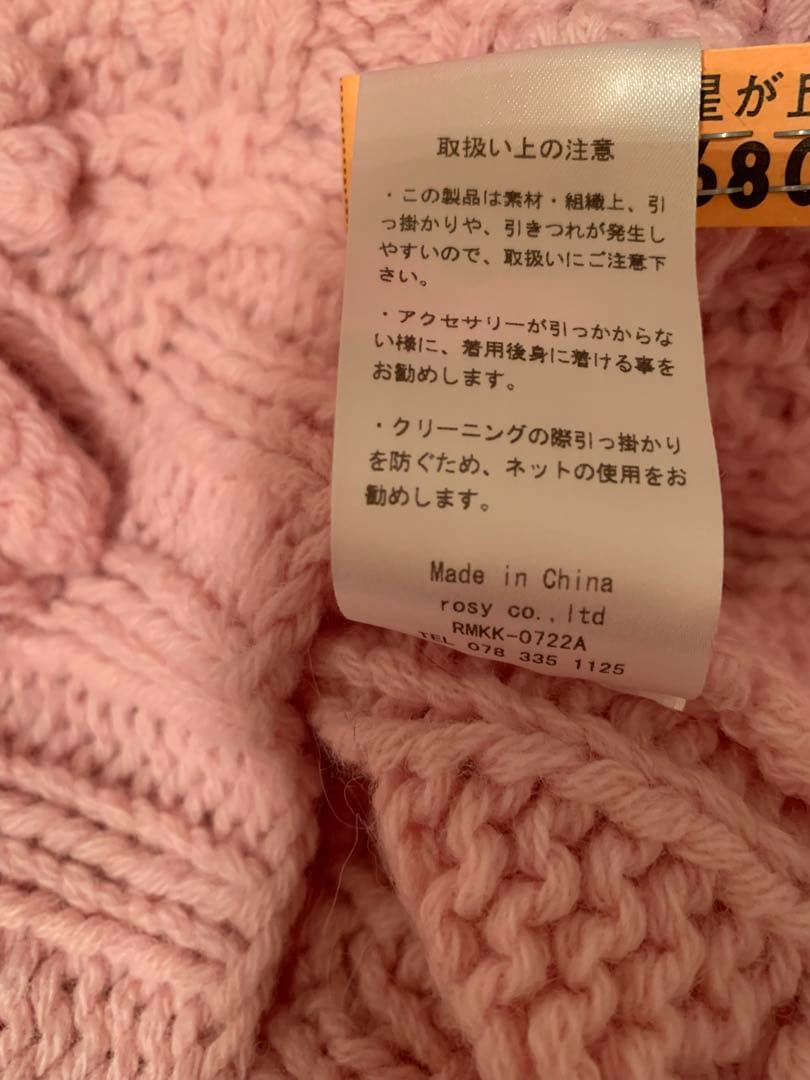 星が丘
680
取扱い上の注意
・この製品は素材・組織上、引
っ掛かりや、引きつれが発生し
やすいので、取扱いにご注意下
さい。
・アクセサリーが引っかからな
い様に、着用後身に着ける事を
お勧めします。
・クリーニングの際引っ掛かり
を防ぐため、ネットの使用をお
勧めします。
Made in China
rosy co.,ltd
RMKK-0722A
TEL 078 335 1125